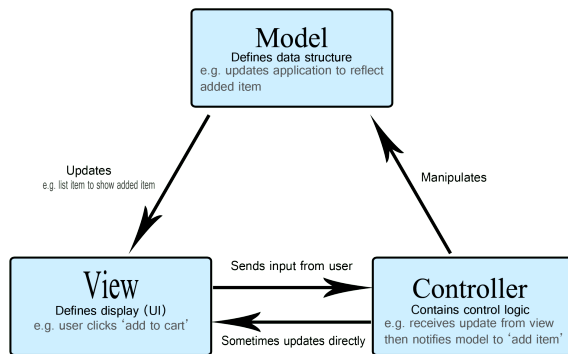 Model
Defines data structure
e.g. updates application to reflect
added item
Updates
e.g. list item to show added item
Manipulates
View
Defines display (UI)
e.g. user clicks ‘add to cart’
Sends input from user
Sometimes updates directly
Controller
Contains control logic
e.g. receives update from view
then notifies model to ‘add item’